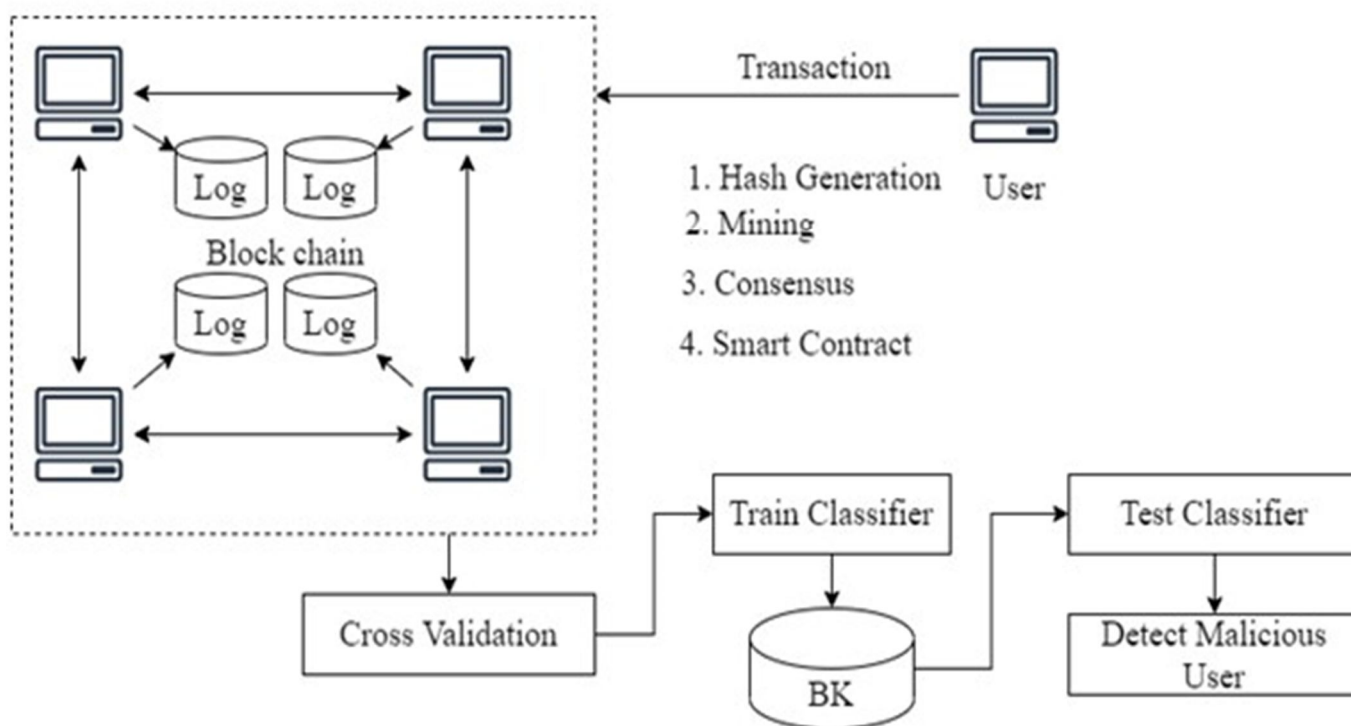 Transaction
Log Log
Block chain
Log Log
User
1. Hash Generation
2. Mining
3. Consensus
4. Smart Contract
Cross Validation
Train Classifier
BK
Test Classifier
Detect Malicious
User